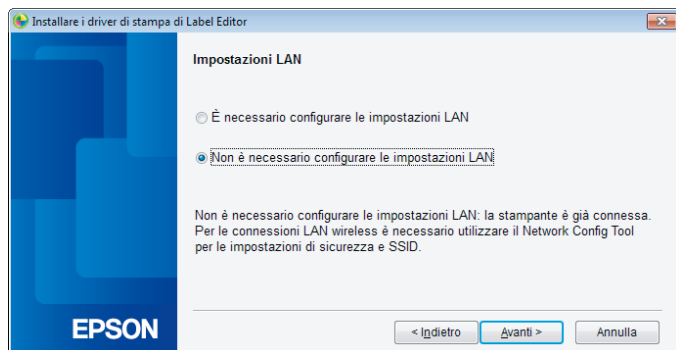 Installare i driver di stampa di Label Editor
Impostazioni LAN
È necessario configurare le impostazioni LAN
Non è necessario configurare le impostazioni LAN
Non è necessario configurare le impostazioni LAN: la stampante è già connessa.
Per le connessioni LAN wireless è necessario utilizzare il Network Config Tool
per le impostazioni di sicurezza e SSID.
EPSON
< Indietro
Avanti >
Annulla